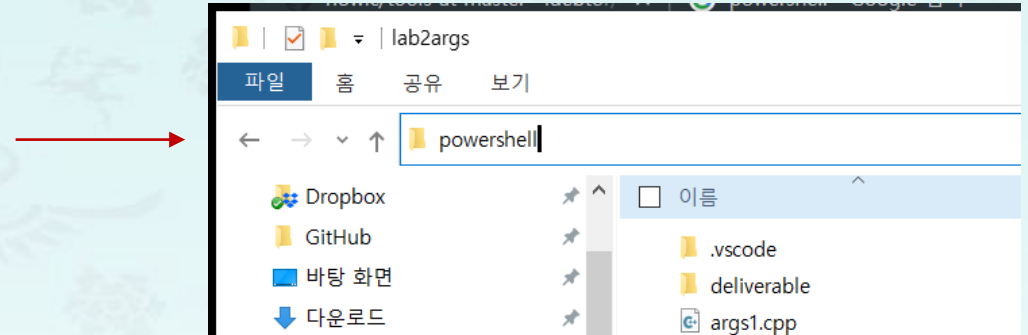 lab2args
파일 홈 공유 보기
powershell
Dropbox
이름
GitHub
.vscode
바탕 화면
deliverable
다운로드
args1.cpp